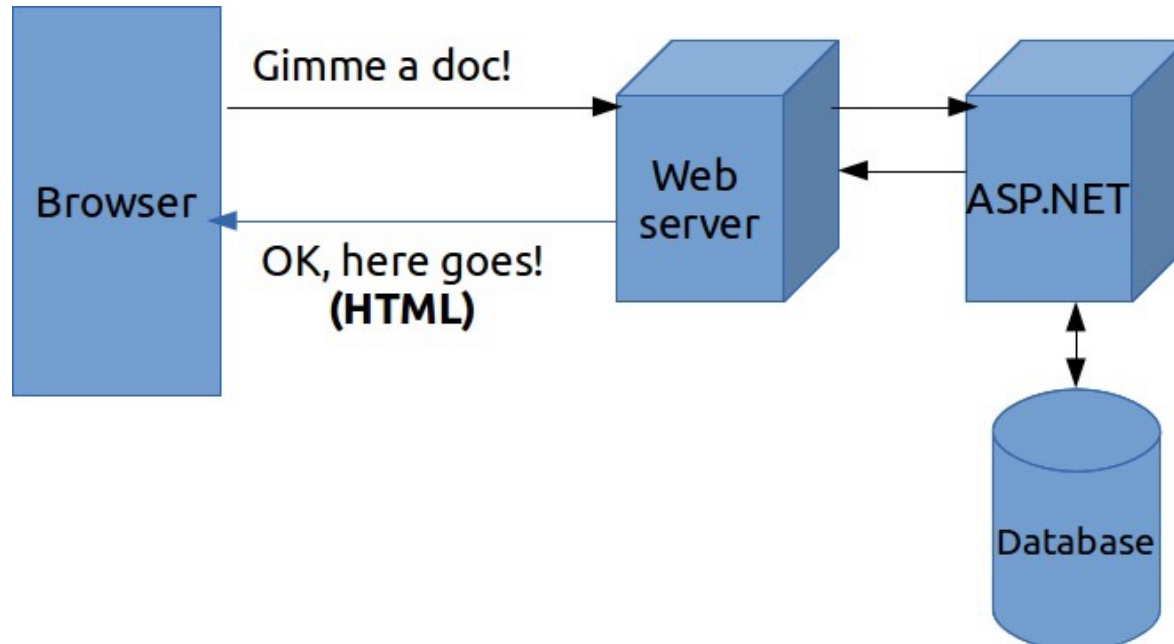 Gimme a doc!
Browser
Web
server
ASP.NET
OK, here goes!
(HTML)
Database